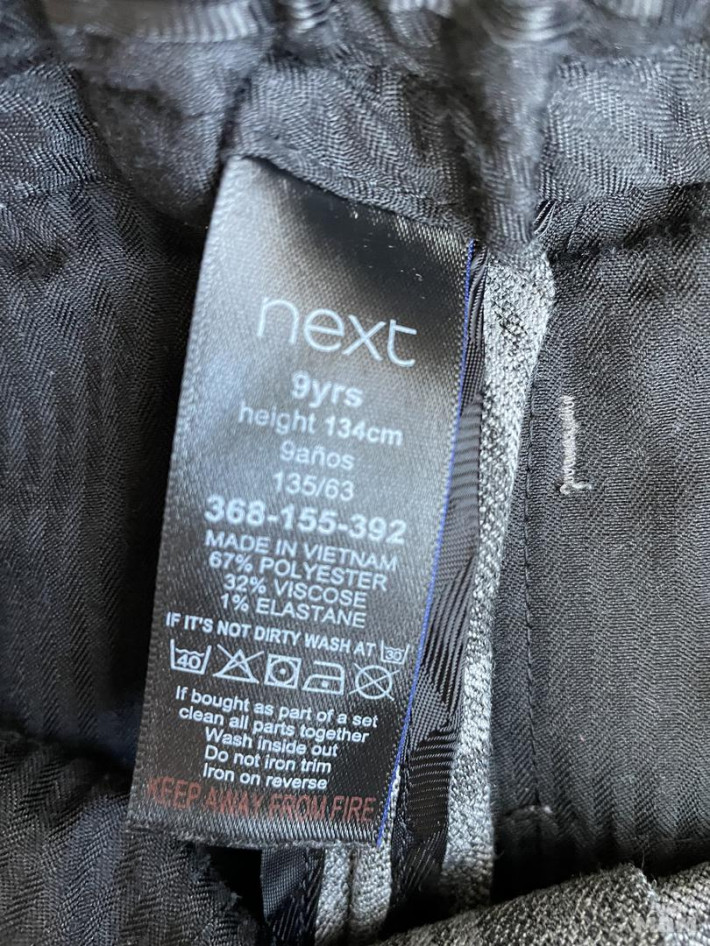 next
9yrs
height 134cm
9años
135/63
368-155-392
MADE IN VIETNAM
67% POLYESTER
32% VISCOSE
1% ELASTANE
IF IT'S NOT DIRTY WASH AT 30
40
If bought as part of a set
clean all parts together
Wash inside out
Do not iron trim
Iron on reverse
KEEP AWAY FROM FIRE